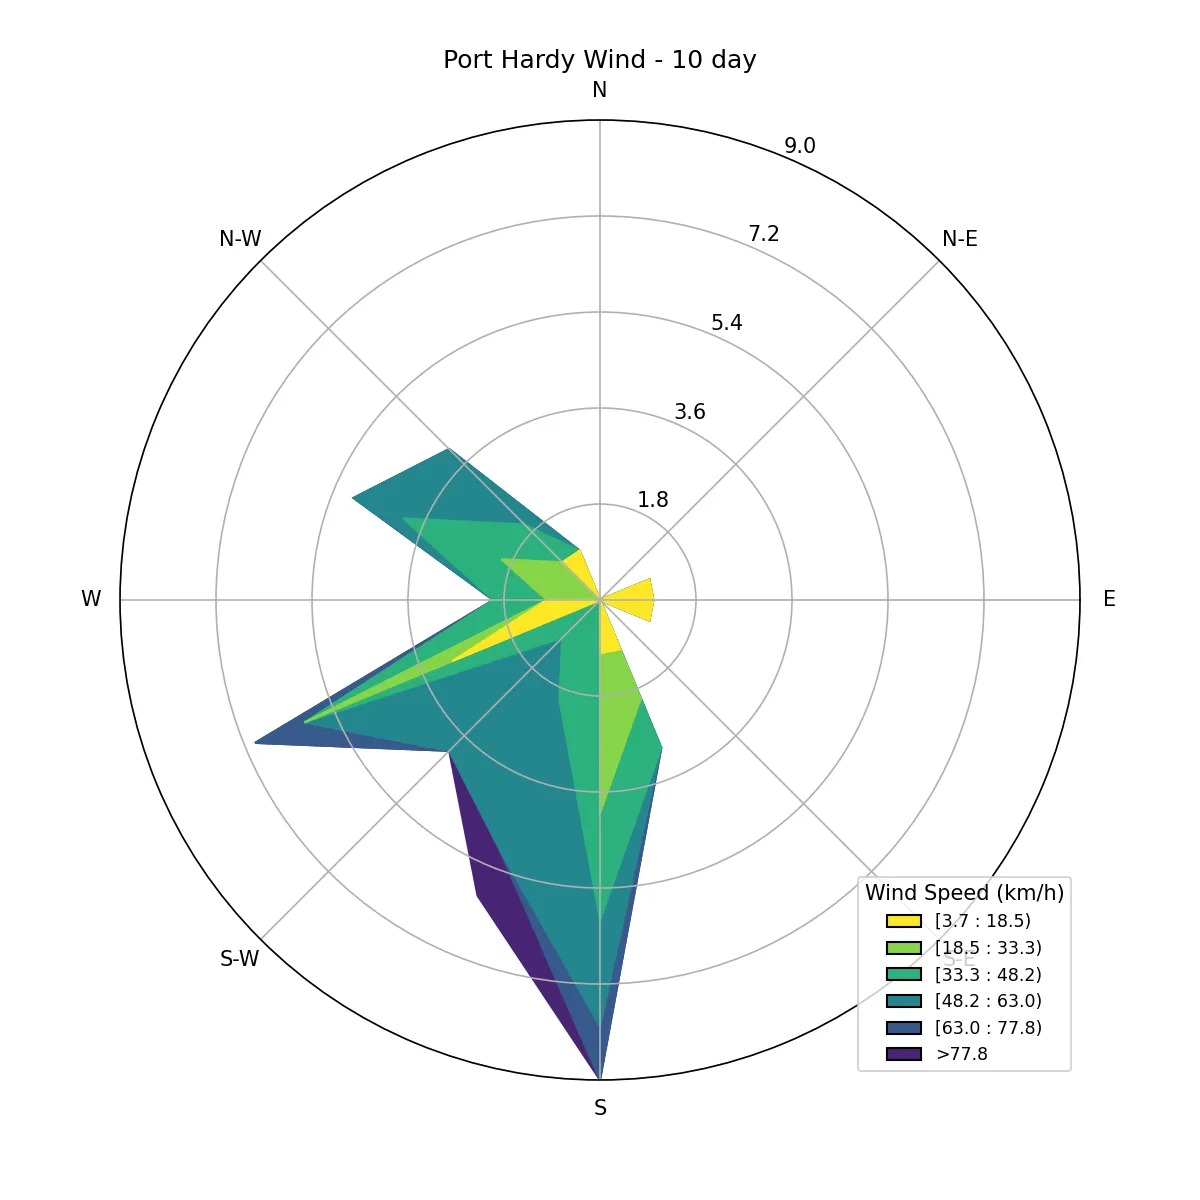 Port Hardy Wind - 10 day
N
9.0
N-W
N-E
7.2
5.4
3.6
1.8
W
E
S-W
S-E
S
Wind Speed (km/h)
[3.7 : 18.5)
[18.5 : 33.3)
[33.3 : 48.2)
[48.2 : 63.0)
[63.0 : 77.8)
>77.8